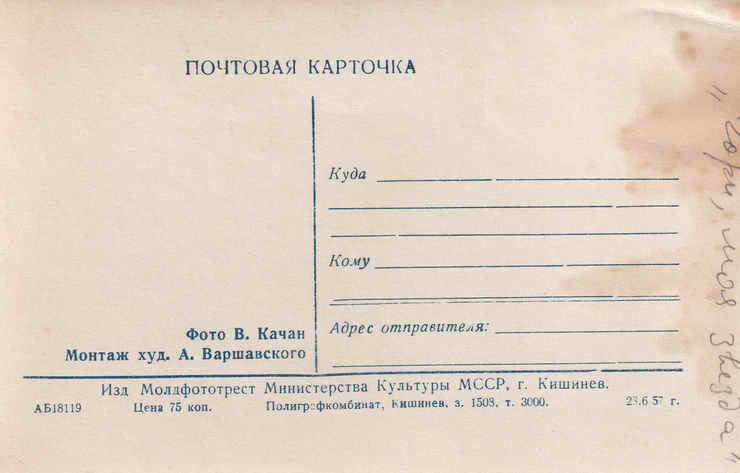 ПОЧТОВАЯ КАРТОЧКА
Куда
Кому
Адрес отправителя:
Фото В. Качан
Монтаж худ. А. Варшавского
Изд Молдфототрест Министерства Культуры МССР, г. Кишинев.
АБ18119 Цена 75 коп. Полиграфкомбинат, Кишинев, з. 1508, т. 3000. 23.6 57 г.
"Гори, моя звезда"